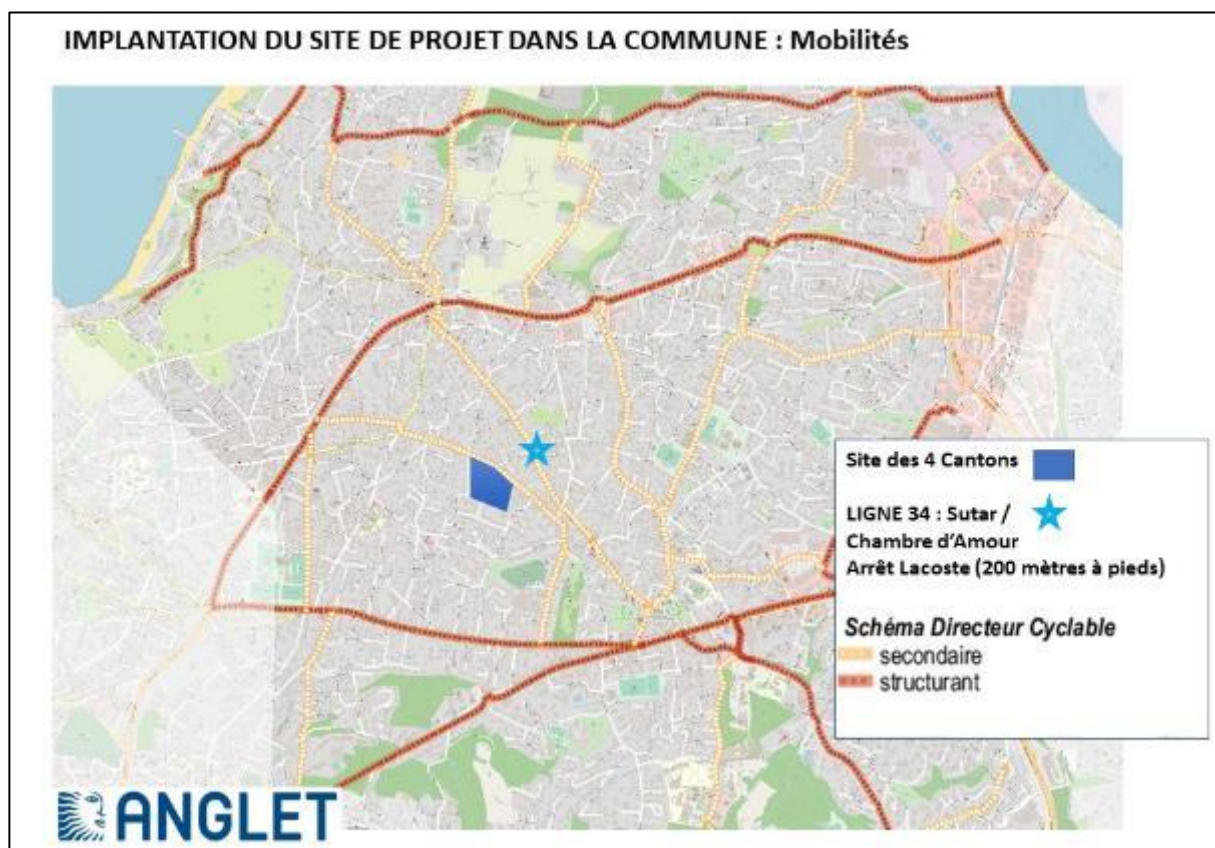 IMPLANTATION DU SITE DE PROJET DANS LA COMMUNE : Mobilités
Site des 4 Cantons
LIGNE 34 : Sutar /
Chambre d'Amour
Arrêt Lacoste (200 mètres à pieds)
Schéma Directeur Cyclable
secondaire
structurant
ANGLET